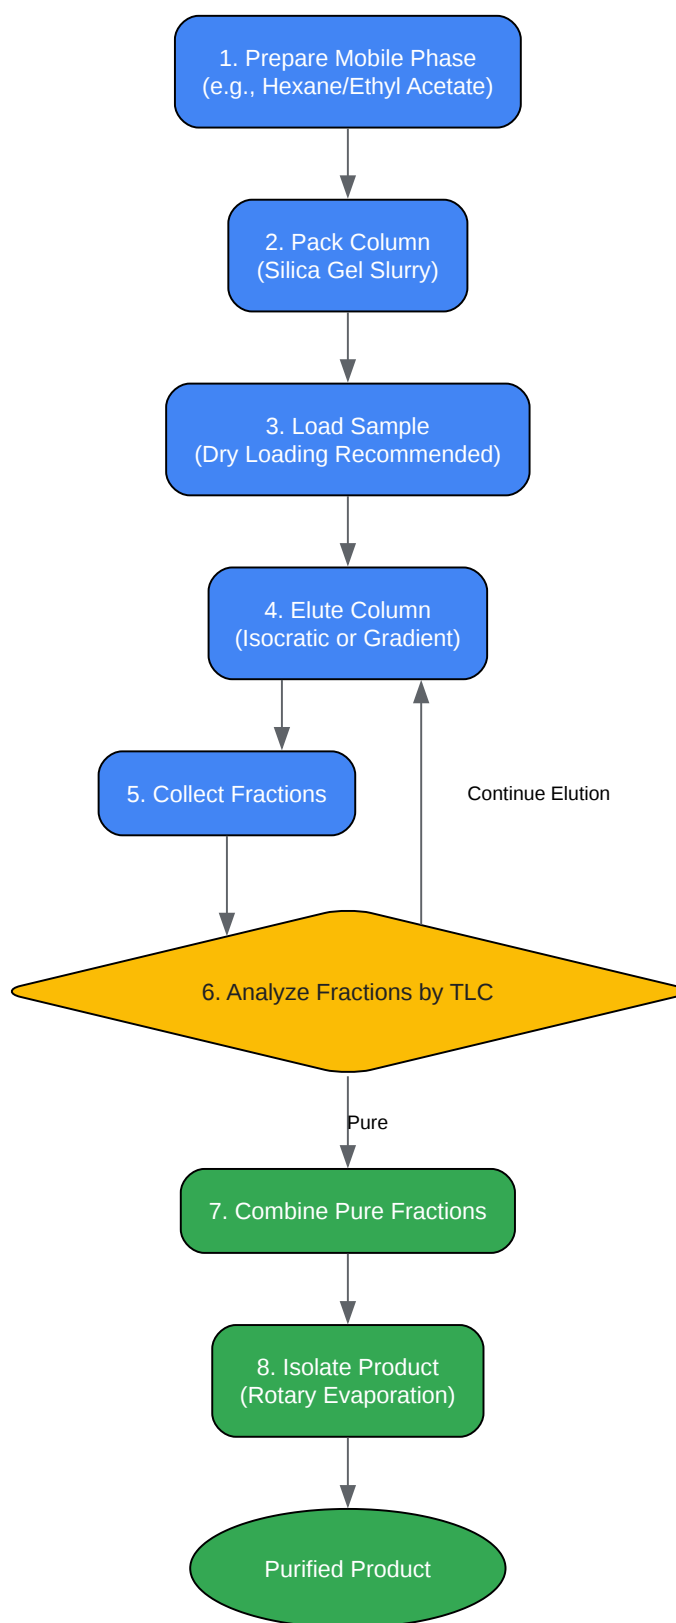 1. Prepare Mobile Phase
(e.g., Hexane/Ethyl Acetate)
2. Pack Column
(Silica Gel Slurry)
3. Load Sample
(Dry Loading Recommended)
4. Elute Column
(Isocratic or Gradient)
5. Collect Fractions
Continue Elution
6. Analyze Fractions by TLC
Pure
7. Combine Pure Fractions
8. Isolate Product
(Rotary Evaporation)
Purified Product